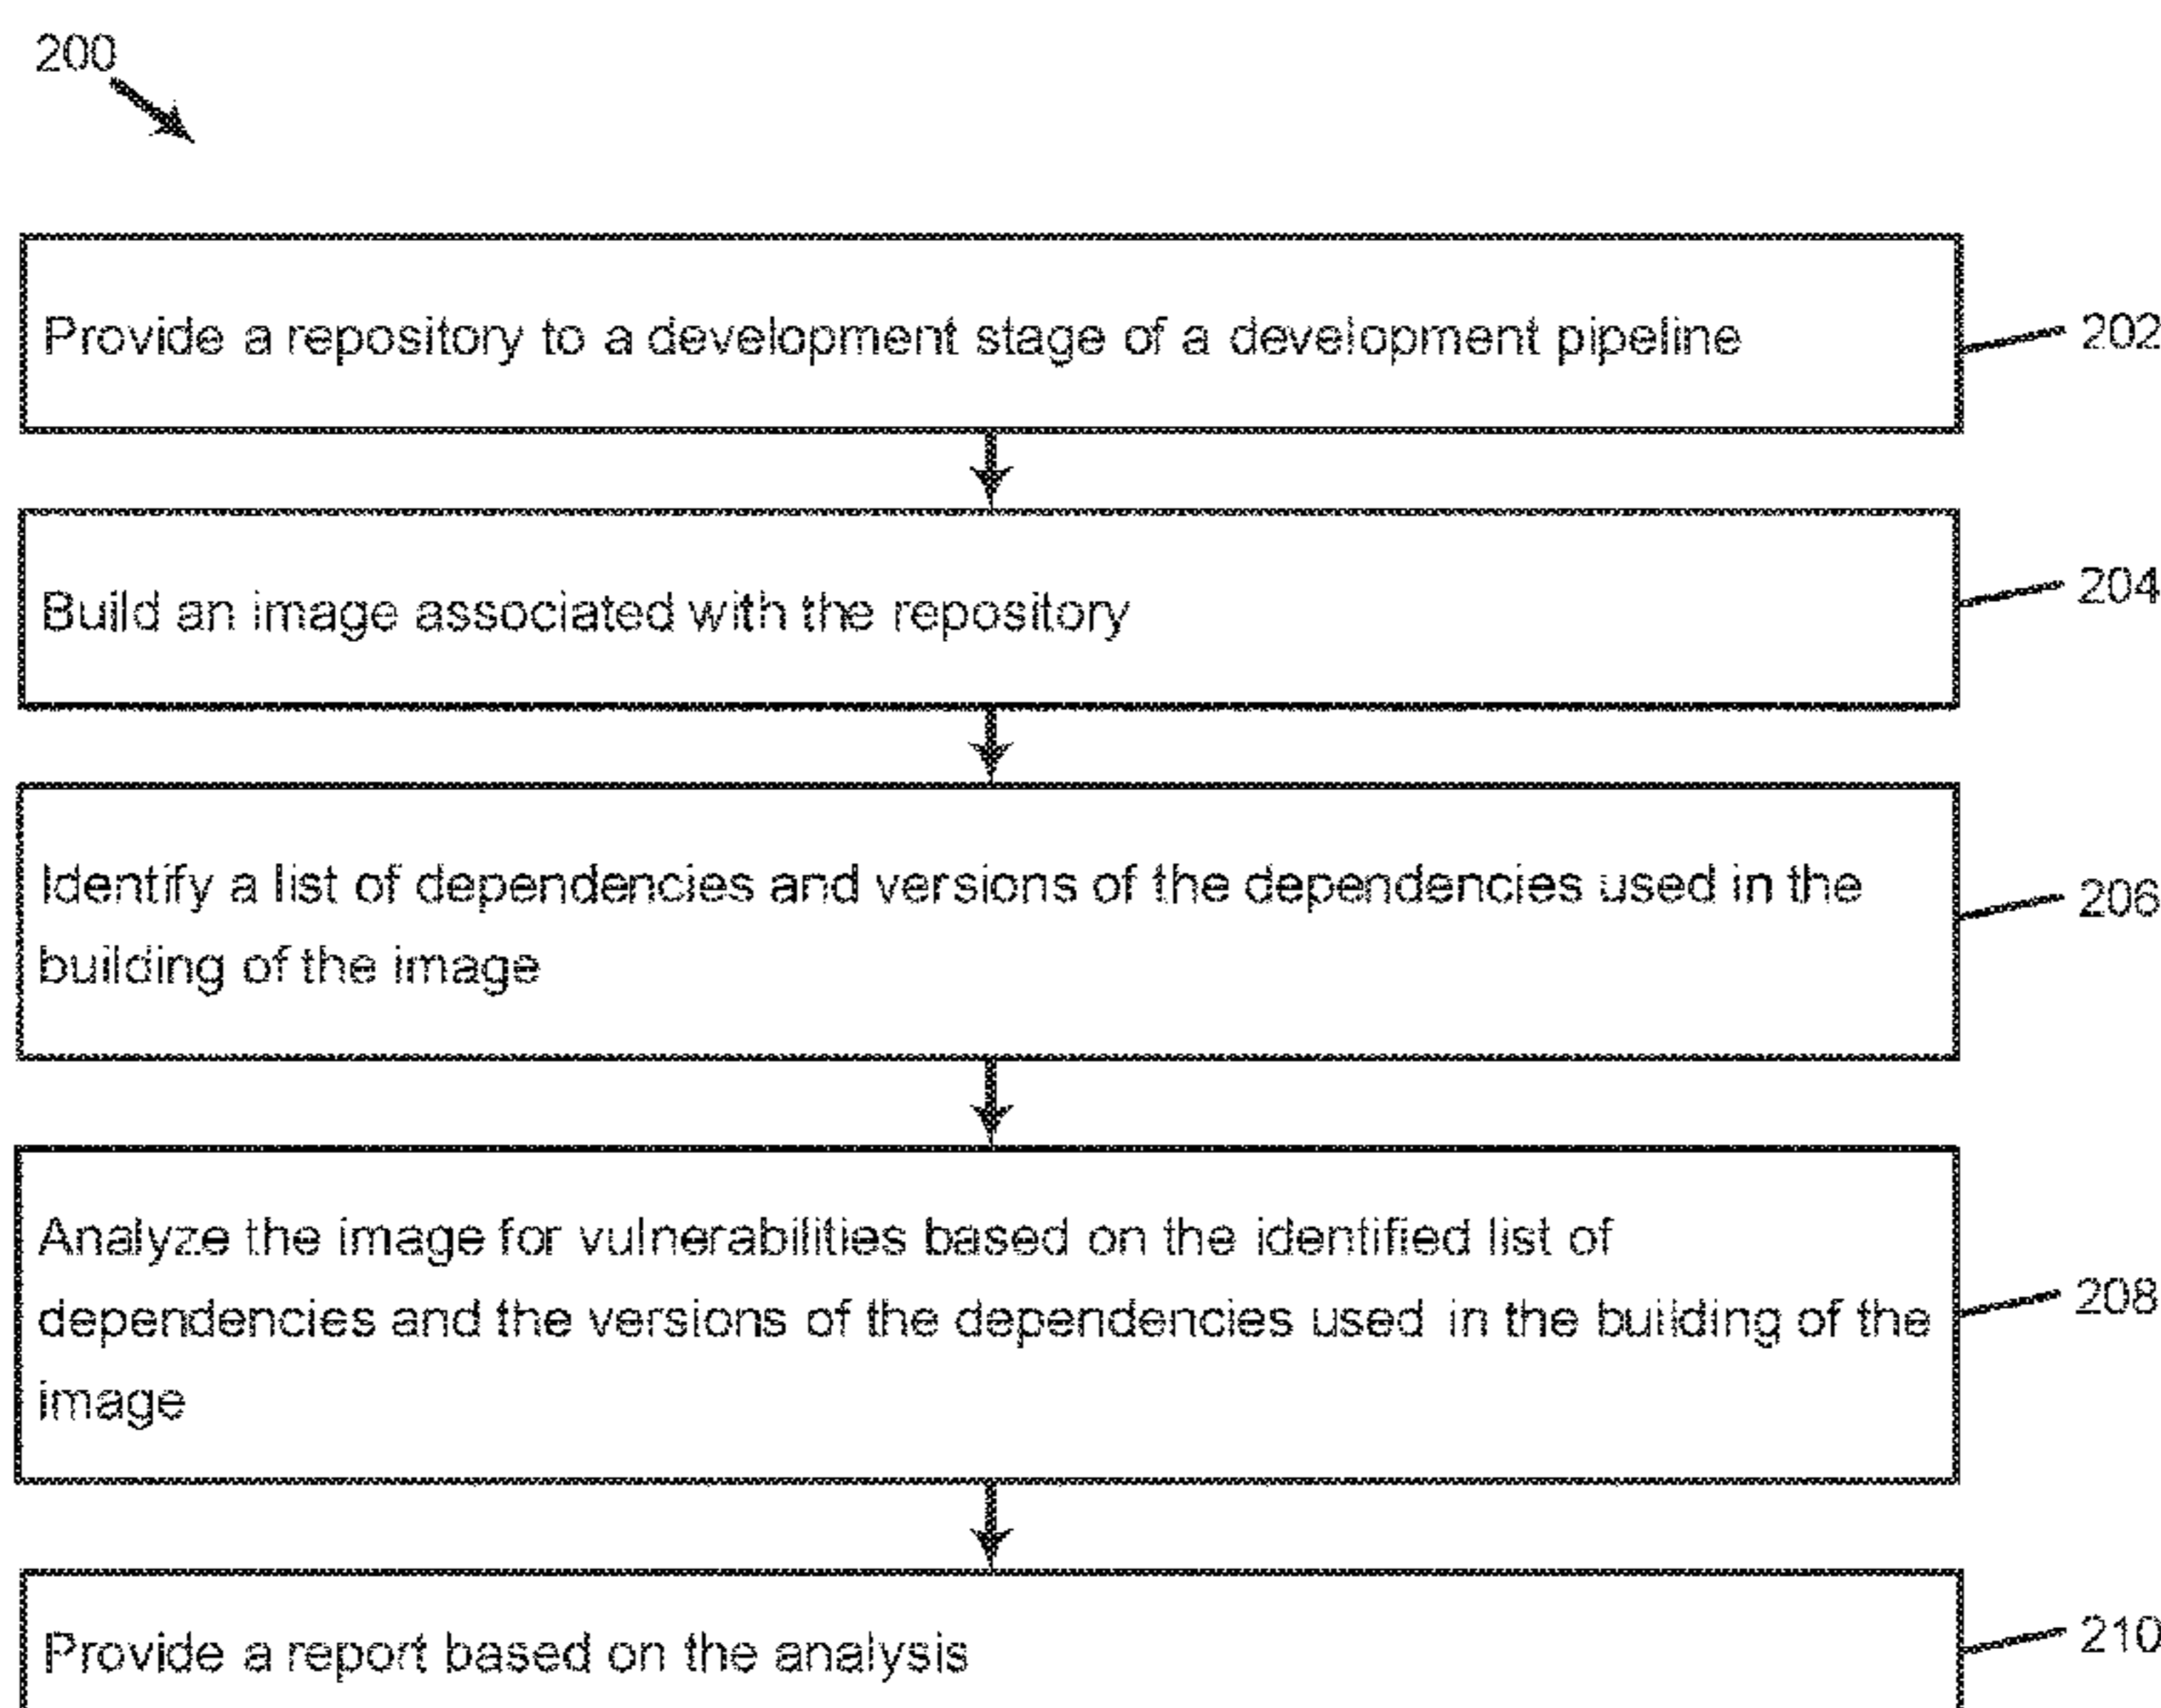 200
Provide a repository to a development stage of a development pipeline
202
Build an image associated with the repository
204
Identify a list of dependencies and versions of the dependencies used in the
building of the image
206
Analyze the image for vulnerabilities based on the identified list of
dependencies and the versions of the dependencies used in the building of the
image
208
Provide a report based on the analysis
210